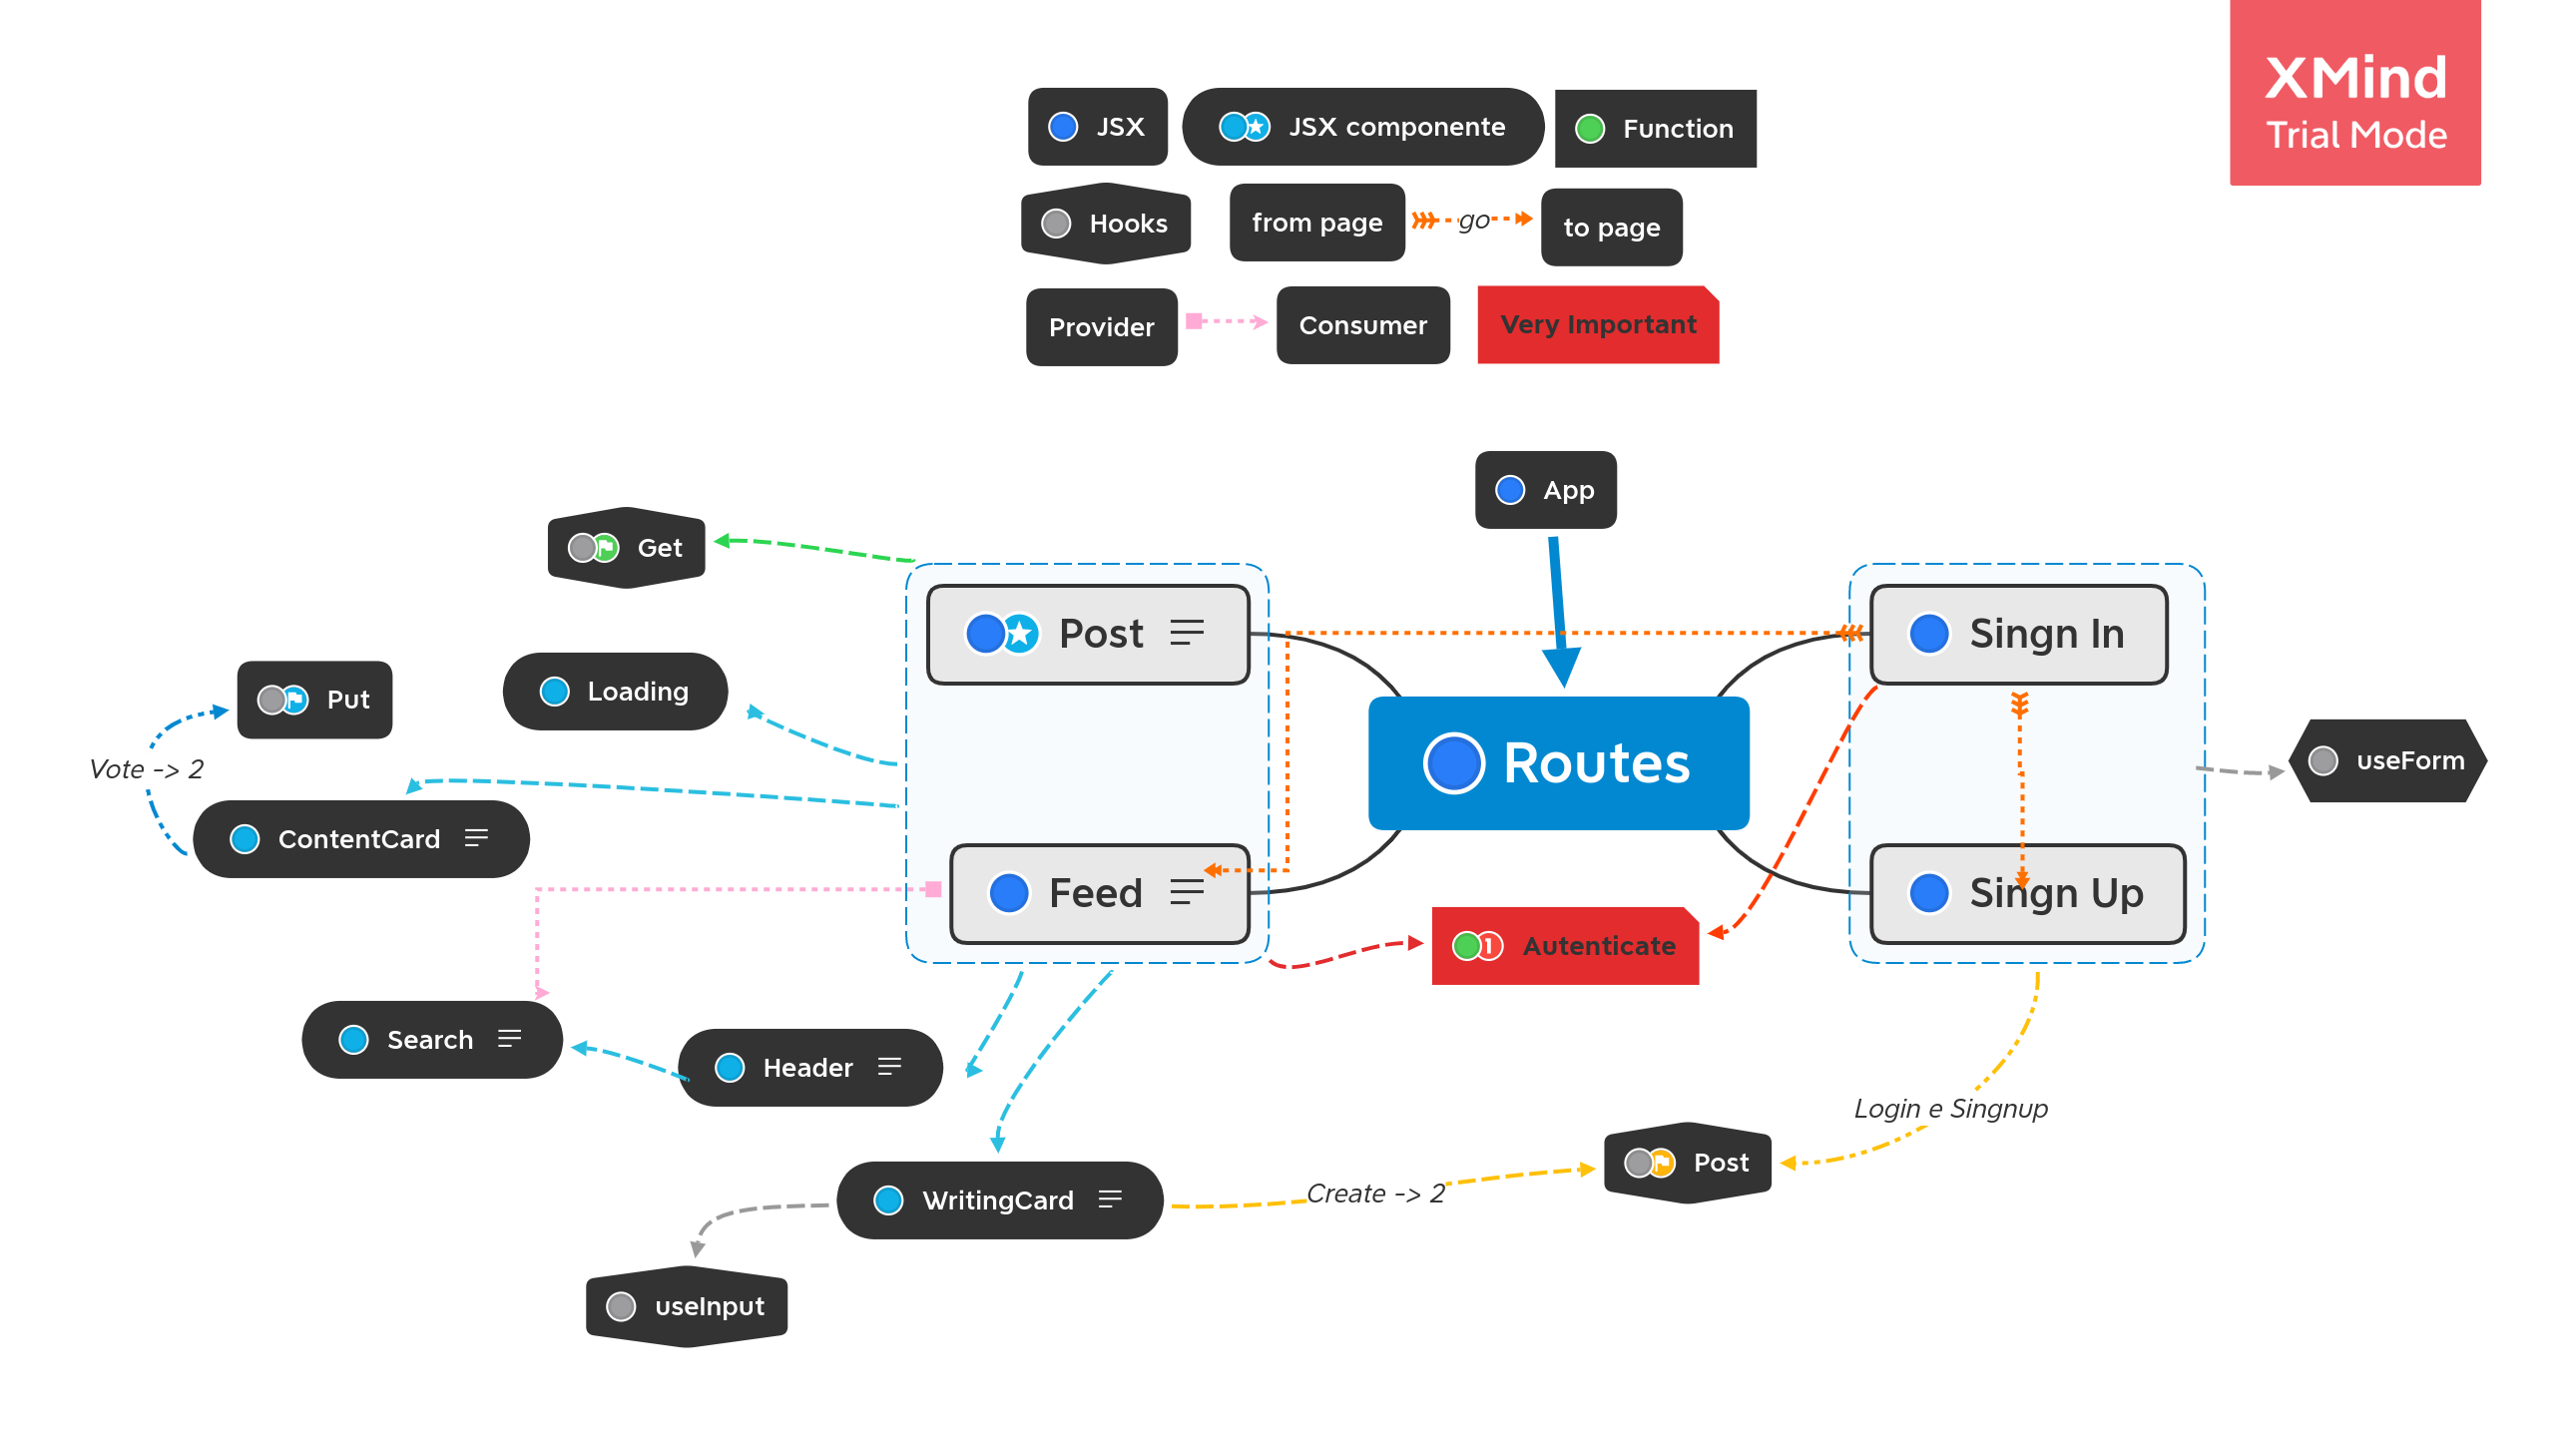 XMind
Trial Mode
JSX
JSX componente
Function
Hooks
from page
go
to page
Provider
Consumer
Very Important
App
Get
Post
Singn In
Loading
Put
Routes
useForm
Vote -> 2
ContentCard
Feed
Singn Up
Autenticate
Search
Header
Login e Singnup
Post
WritingCard
Create -> 2
useInput